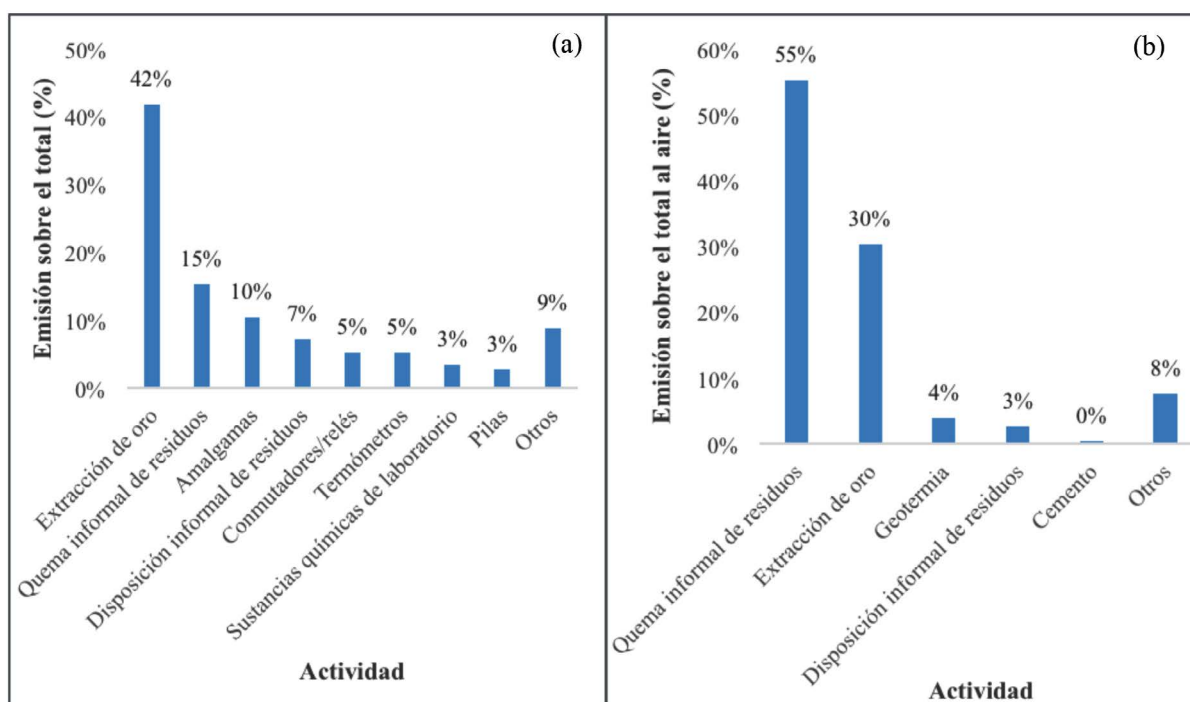 (a)
Emisión sobre el total (%)
50%
40%
30%
20%
10%
0%
42%
15%
10%
7%
5%
5%
3%
3%
9%
Extracción de oro
Quema informal de residuos
Amalgamas
Disposición informal de residuos
Conmutadores/relés
Termómetros
Sustancias químicas de laboratorio
Pilas
Otros
Actividad
(b)
Emisión sobre el total al aire (%)
60%
50%
40%
30%
20%
10%
0%
55%
30%
4%
3%
0%
8%
Quema informal de residuos
Extracción de oro
Geotermia
Disposición informal de residuos
Cemento
Otros
Actividad